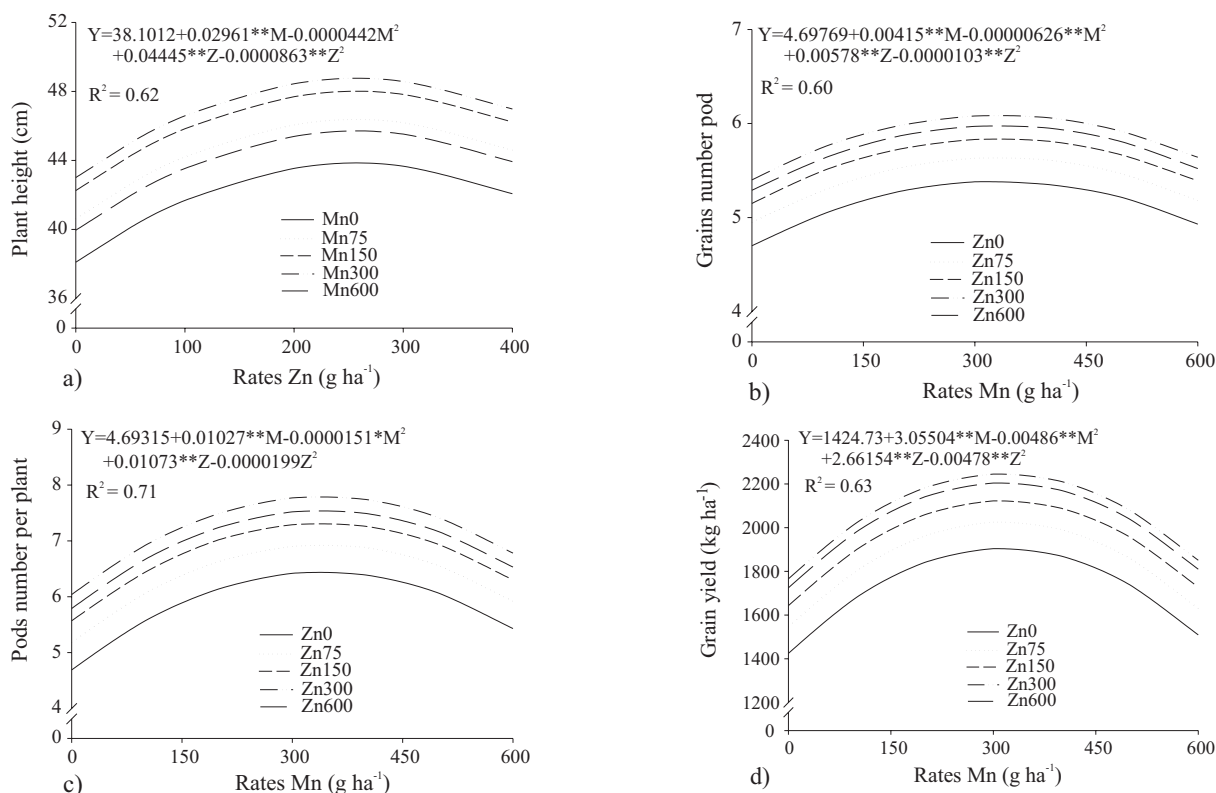 Y=38.1012+0.02961**M-0.0000442M²
+0.04445**Z-0.0000863**Z²
R² = 0.62
Plant height (cm)
52
48
44
40
36
0
Mn0
Mn75
Mn150
Mn300
Mn600
0 100 200 300 400
a) Rates Zn (g ha⁻¹)
Y=4.69769+0.00415**M-0.00000626**M²
+0.00578**Z-0.0000103**Z²
R² = 0.60
Grains number pod
7
6
5
4
0
Zn0
Zn75
Zn150
Zn300
Zn600
0 150 300 450 600
b) Rates Mn (g ha⁻¹)
Y=4.69315+0.01027**M-0.0000151*M²
+0.01073**Z-0.0000199Z²
R² = 0.71
Pods number per plant
9
8
7
6
5
4
0
Zn0
Zn75
Zn150
Zn300
Zn600
0 150 300 450 600
c) Rates Mn (g ha⁻¹)
Y=1424.73+3.05504**M-0.00486**M²
+2.66154**Z-0.00478**Z²
R² = 0.63
Grain yield (kg ha⁻¹)
2400
2200
2000
1800
1600
1400
1200
0
Zn0
Zn75
Zn150
Zn300
Zn600
0 150 300 450 600
d) Rates Mn (g ha⁻¹)